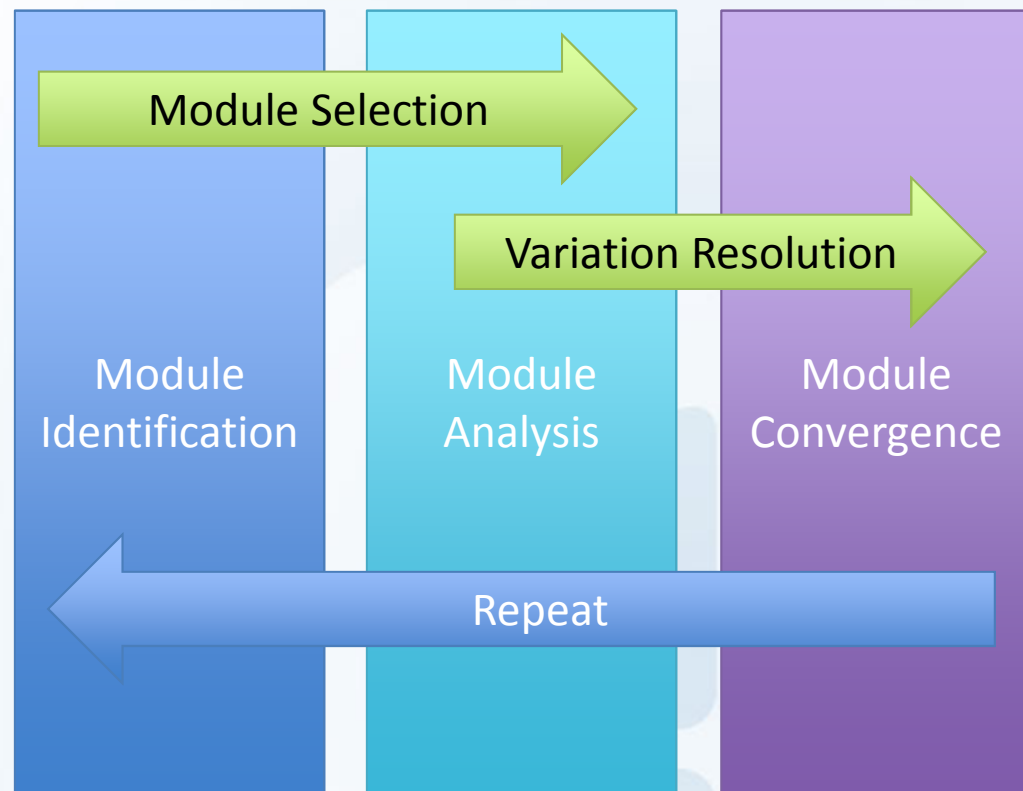 Module Selection
Variation Resolution
Module
Identification
Module
Analysis
Module
Convergence
Repeat